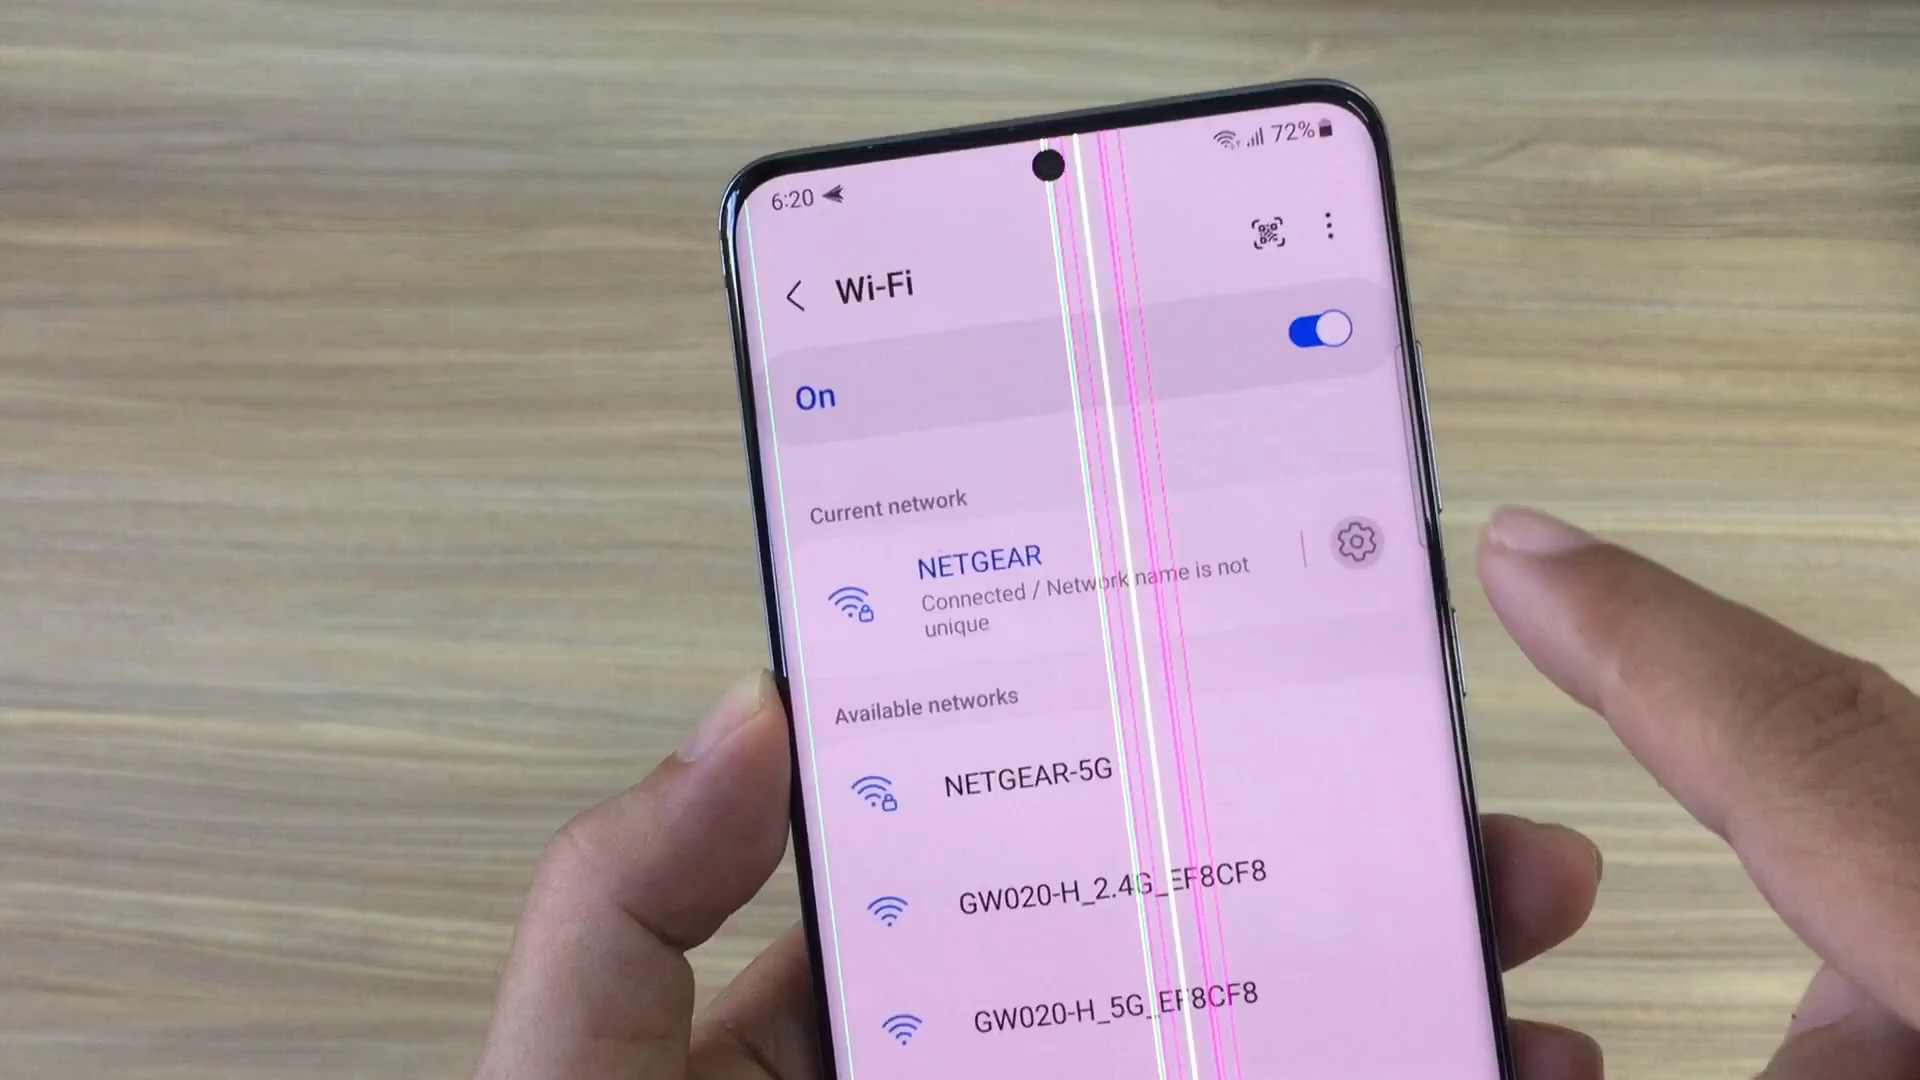 6:20
72%
Wi-Fi
On
Current network
NETGEAR
Connected / Network name is not
unique
Available networks
NETGEAR-5G
GW020-H_2.4G_EF8CF8
GW020-H_5G_EF8CF8